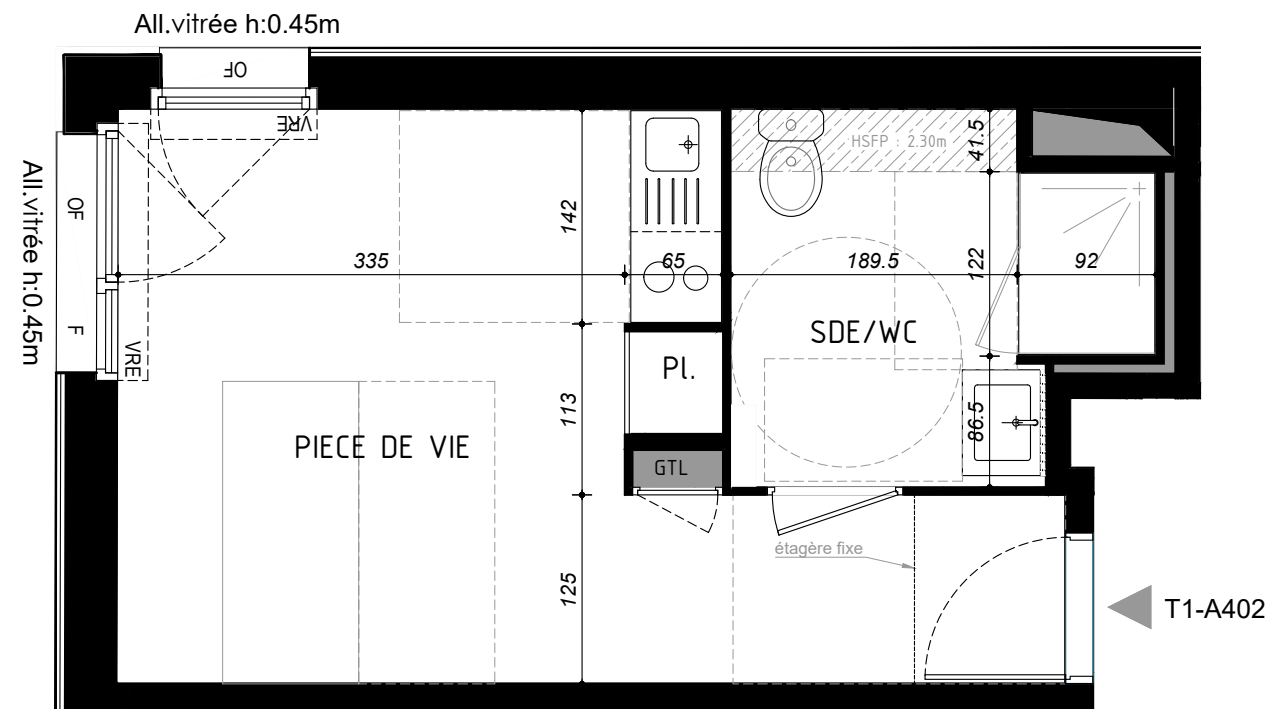 All.vitrée h:0.45m
OF
VRE
All.vitrée h:0.45m
OF
F
VRE
HSFP : 2.30m
41.5
142
335
65
189.5
122
92
SDE/WC
Pl.
113
86.5
PIECE DE VIE
GTL
étagère fixe
125
T1-A402